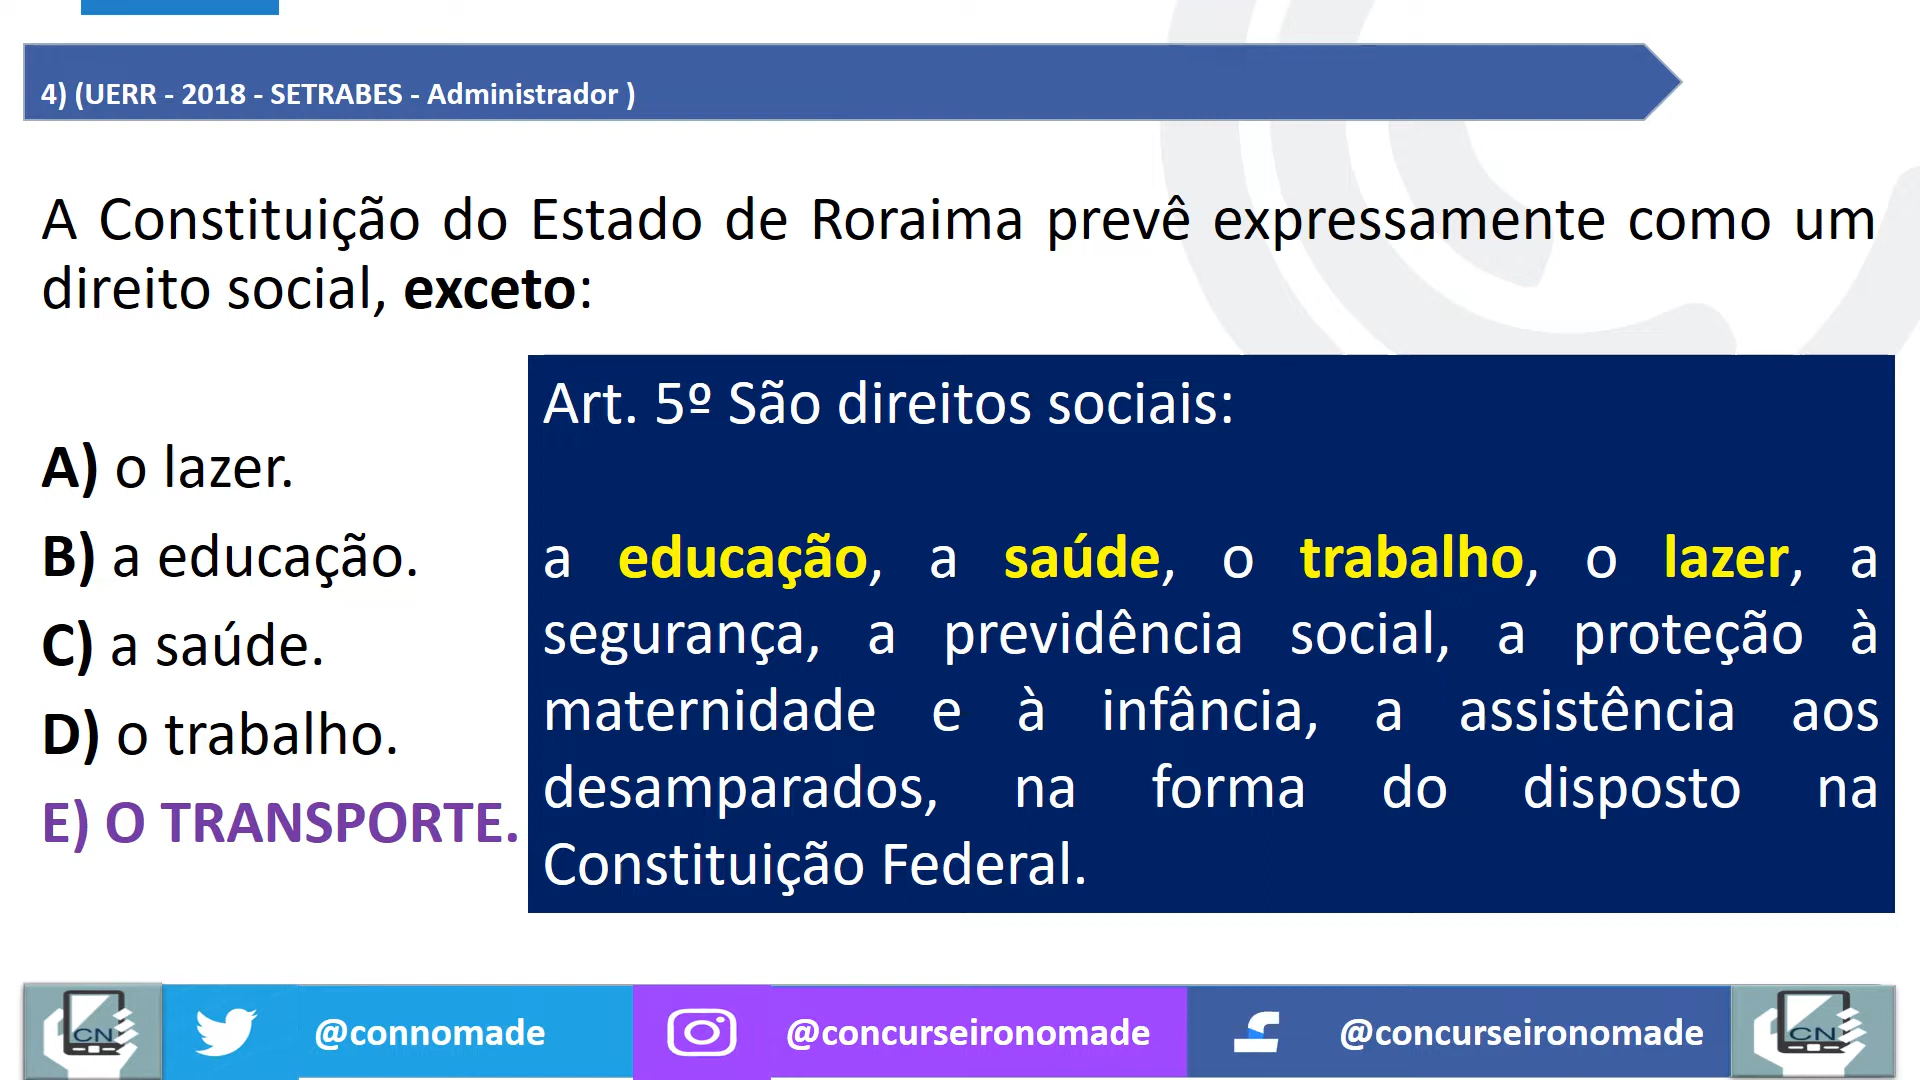 4) (UERR - 2018 - SETRABES - Administrador )
A Constituição do Estado de Roraima prevê expressamente como um
direito social, exceto:
A) o lazer.
B) a educação.
C) a saúde.
D) o trabalho.
E) O TRANSPORTE.
Art. 5º São direitos sociais:
a educação, a saúde, o trabalho, o lazer, a
segurança, a previdência social, a proteção à
maternidade e à infância, a assistência aos
desamparados, na forma do disposto na
Constituição Federal.
CN
@connomade
@concurseironomade
@concurseironomade
CN